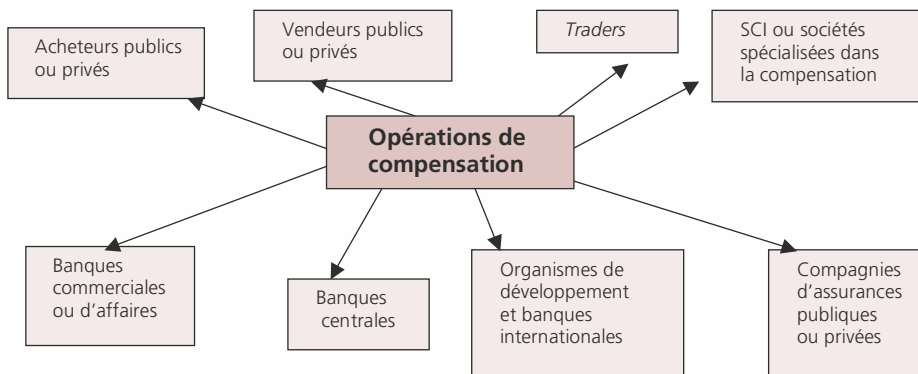 Acheteurs publics
ou privés
Vendeurs publics
ou privés
Traders
SCI ou sociétés
spécialisées dans
la compensation
Opérations de
compensation
Banques
commerciales
ou d'affaires
Banques
centrales
Organismes de
développement
et banques
internationales
Compagnies
d'assurances
publiques
ou privées